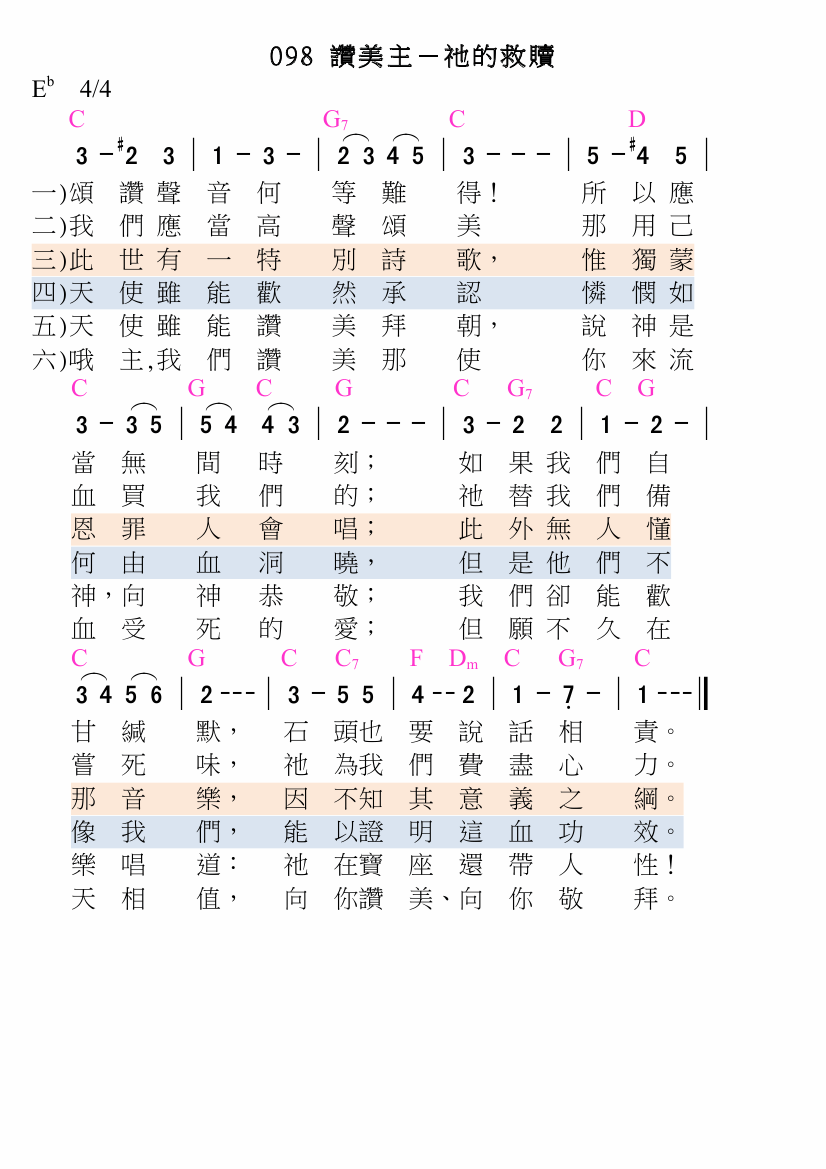 098 讚美主－祂的救贖
E♭ 4/4
C G7 C D
3 - #2 3 | 1 - 3 - | 2 3 4 5 | 3 - - - | 5 - #4 5 |
一)頌 讚 聲 音 何 等 難 得！ 所 以 應
二)我 們 應 當 高 聲 頌 美 那 用 己
三)此 世 有 一 特 別 詩 歌， 惟 獨 蒙
四)天 使 雖 能 歡 然 承 認 憐 憫 如
五)天 使 雖 能 讚 美 拜 朝， 說 神 是
六)哦 主,我 們 讚 美 那 使 你 來 流
C G C G C G7 C G
3 - 3 5 | 5 4 4 3 | 2 - - - | 3 - 2 2 | 1 - 2 - |
當 無 間 時 刻； 如 果 我 們 自
血 買 我 們 的； 祂 替 我 們 備
恩 罪 人 會 唱； 此 外 無 人 懂
何 由 血 洞 曉， 但 是 他 們 不
神，向 神 恭 敬； 我 們 卻 能 歡
血 受 死 的 愛； 但 願 不 久 在
C G C C7 F Dm C G7 C
3 4 5 6 | 2 - - - | 3 - 5 5 | 4 - - 2 | 1 - 7̣ - | 1 - - - ‖
甘 緘 默， 石 頭也 要 說 話 相 責。
嘗 死 味， 祂 為我 們 費 盡 心 力。
那 音 樂， 因 不知 其 意 義 之 綱。
像 我 們， 能 以證 明 這 血 功 效。
樂 唱 道： 祂 在寶 座 還 帶 人 性！
天 相 值， 向 你讚 美、向 你 敬 拜。